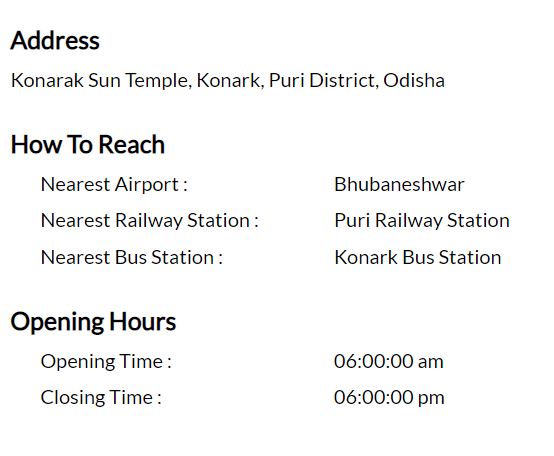 Address
Konarak Sun Temple, Konark, Puri District, Odisha
How To Reach
Nearest Airport : Bhubaneshwar
Nearest Railway Station : Puri Railway Station
Nearest Bus Station : Konark Bus Station
Opening Hours
Opening Time : 06:00:00 am
Closing Time : 06:00:00 pm